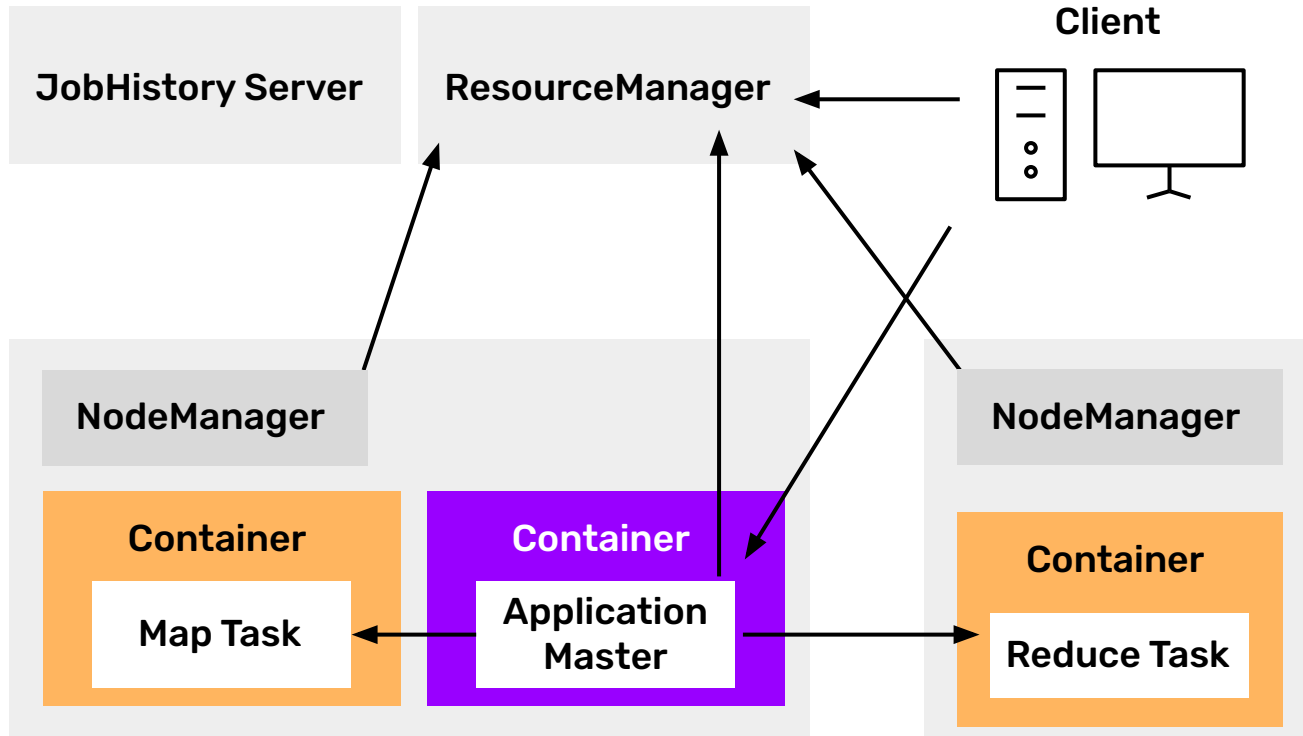 Client
JobHistory Server
ResourceManager
NodeManager
NodeManager
Container
Container
Container
Map Task
Application
Master
Reduce Task